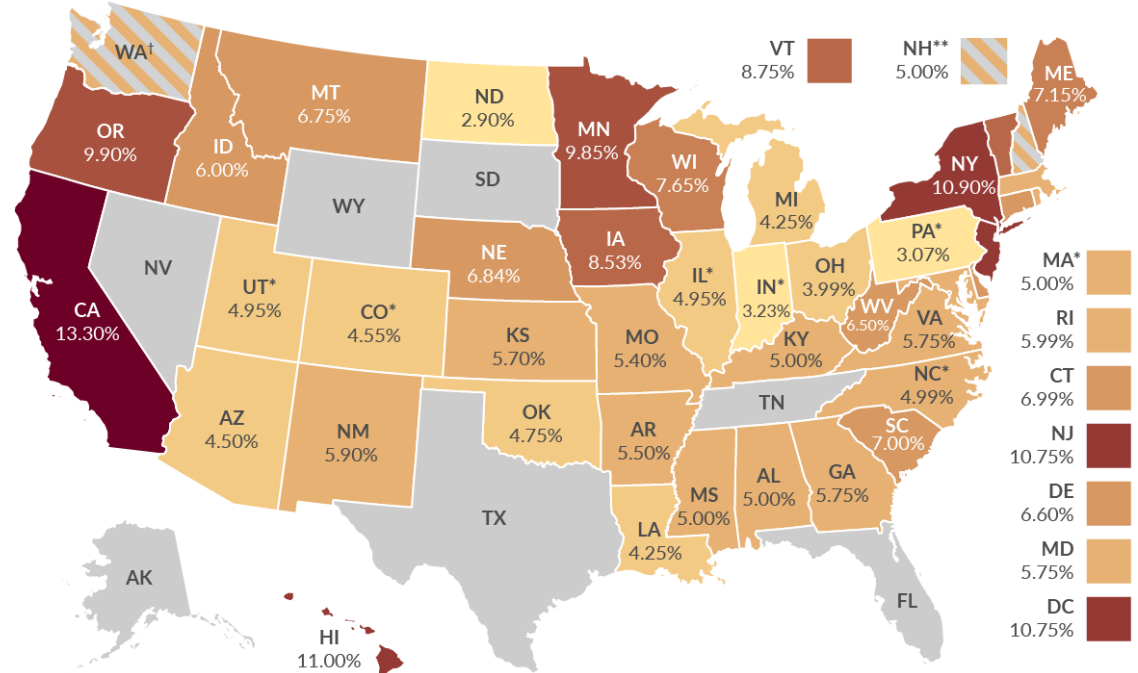 WA†
VT
8.75%
NH**
5.00%
ME
7.15%
MT
6.75%
ND
2.90%
MN
9.85%
OR
9.90%
ID
6.00%
WI
7.65%
NY
10.90%
SD
WY
MI
4.25%
PA*
3.07%
IA
8.53%
NE
6.84%
NV
UT*
4.95%
CO*
4.55%
IL*
4.95%
IN*
3.23%
OH
3.99%
MA*
5.00%
CA
13.30%
WV
6.50%
VA
5.75%
RI
5.99%
KS
5.70%
MO
5.40%
KY
5.00%
NC*
4.99%
CT
6.99%
TN
AZ
4.50%
NM
5.90%
OK
4.75%
AR
5.50%
SC
7.00%
NJ
10.75%
MS
5.00%
AL
5.00%
GA
5.75%
DE
6.60%
TX
LA
4.25%
MD
5.75%
AK
FL
DC
10.75%
HI
11.00%